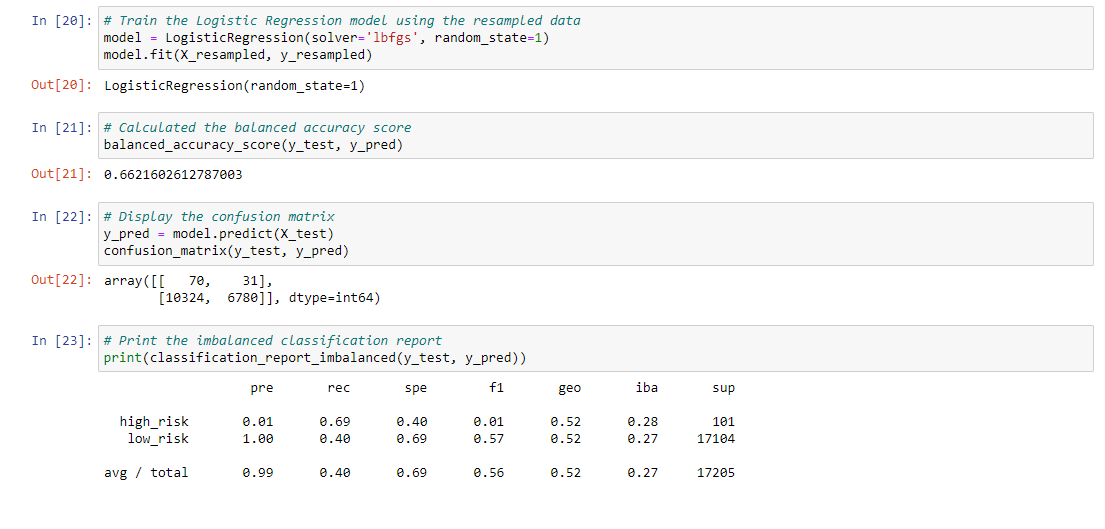 In [20]: # Train the Logistic Regression model using the resampled data
model = LogisticRegression(solver='lbfgs', random_state=1)
model.fit(X_resampled, y_resampled)
Out[20]: LogisticRegression(random_state=1)
In [21]: # Calculated the balanced accuracy score
balanced_accuracy_score(y_test, y_pred)
Out[21]: 0.6621602612787003
In [22]: # Display the confusion matrix
y_pred = model.predict(X_test)
confusion_matrix(y_test, y_pred)
Out[22]: array([[   70,    31],
       [10324,  6780]], dtype=int64)
In [23]: # Print the imbalanced classification report
print(classification_report_imbalanced(y_test, y_pred))
pre rec spe f1 geo iba sup
high_risk 0.01 0.69 0.40 0.01 0.52 0.28 101
low_risk 1.00 0.40 0.69 0.57 0.52 0.27 17104
avg / total 0.99 0.40 0.69 0.56 0.52 0.27 17205